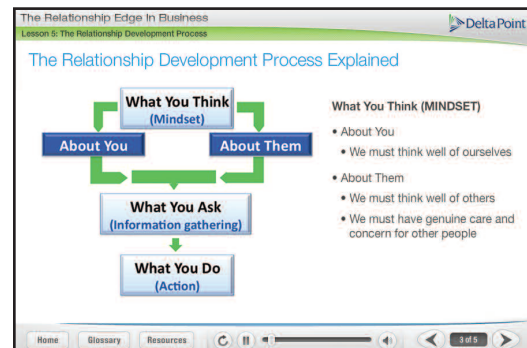 The Relationship Edge In Business
DeltaPoint
Lesson 5: The Relationship Development Process
The Relationship Development Process Explained
What You Think
(Mindset)
About You
About Them
What You Ask
(Information gathering)
What You Do
(Action)
What You Think (MINDSET)
• About You
• We must think well of ourselves
• About Them
• We must think well of others
• We must have genuine care and
concern for other people
Home
Glossary
Resources
3 of 5